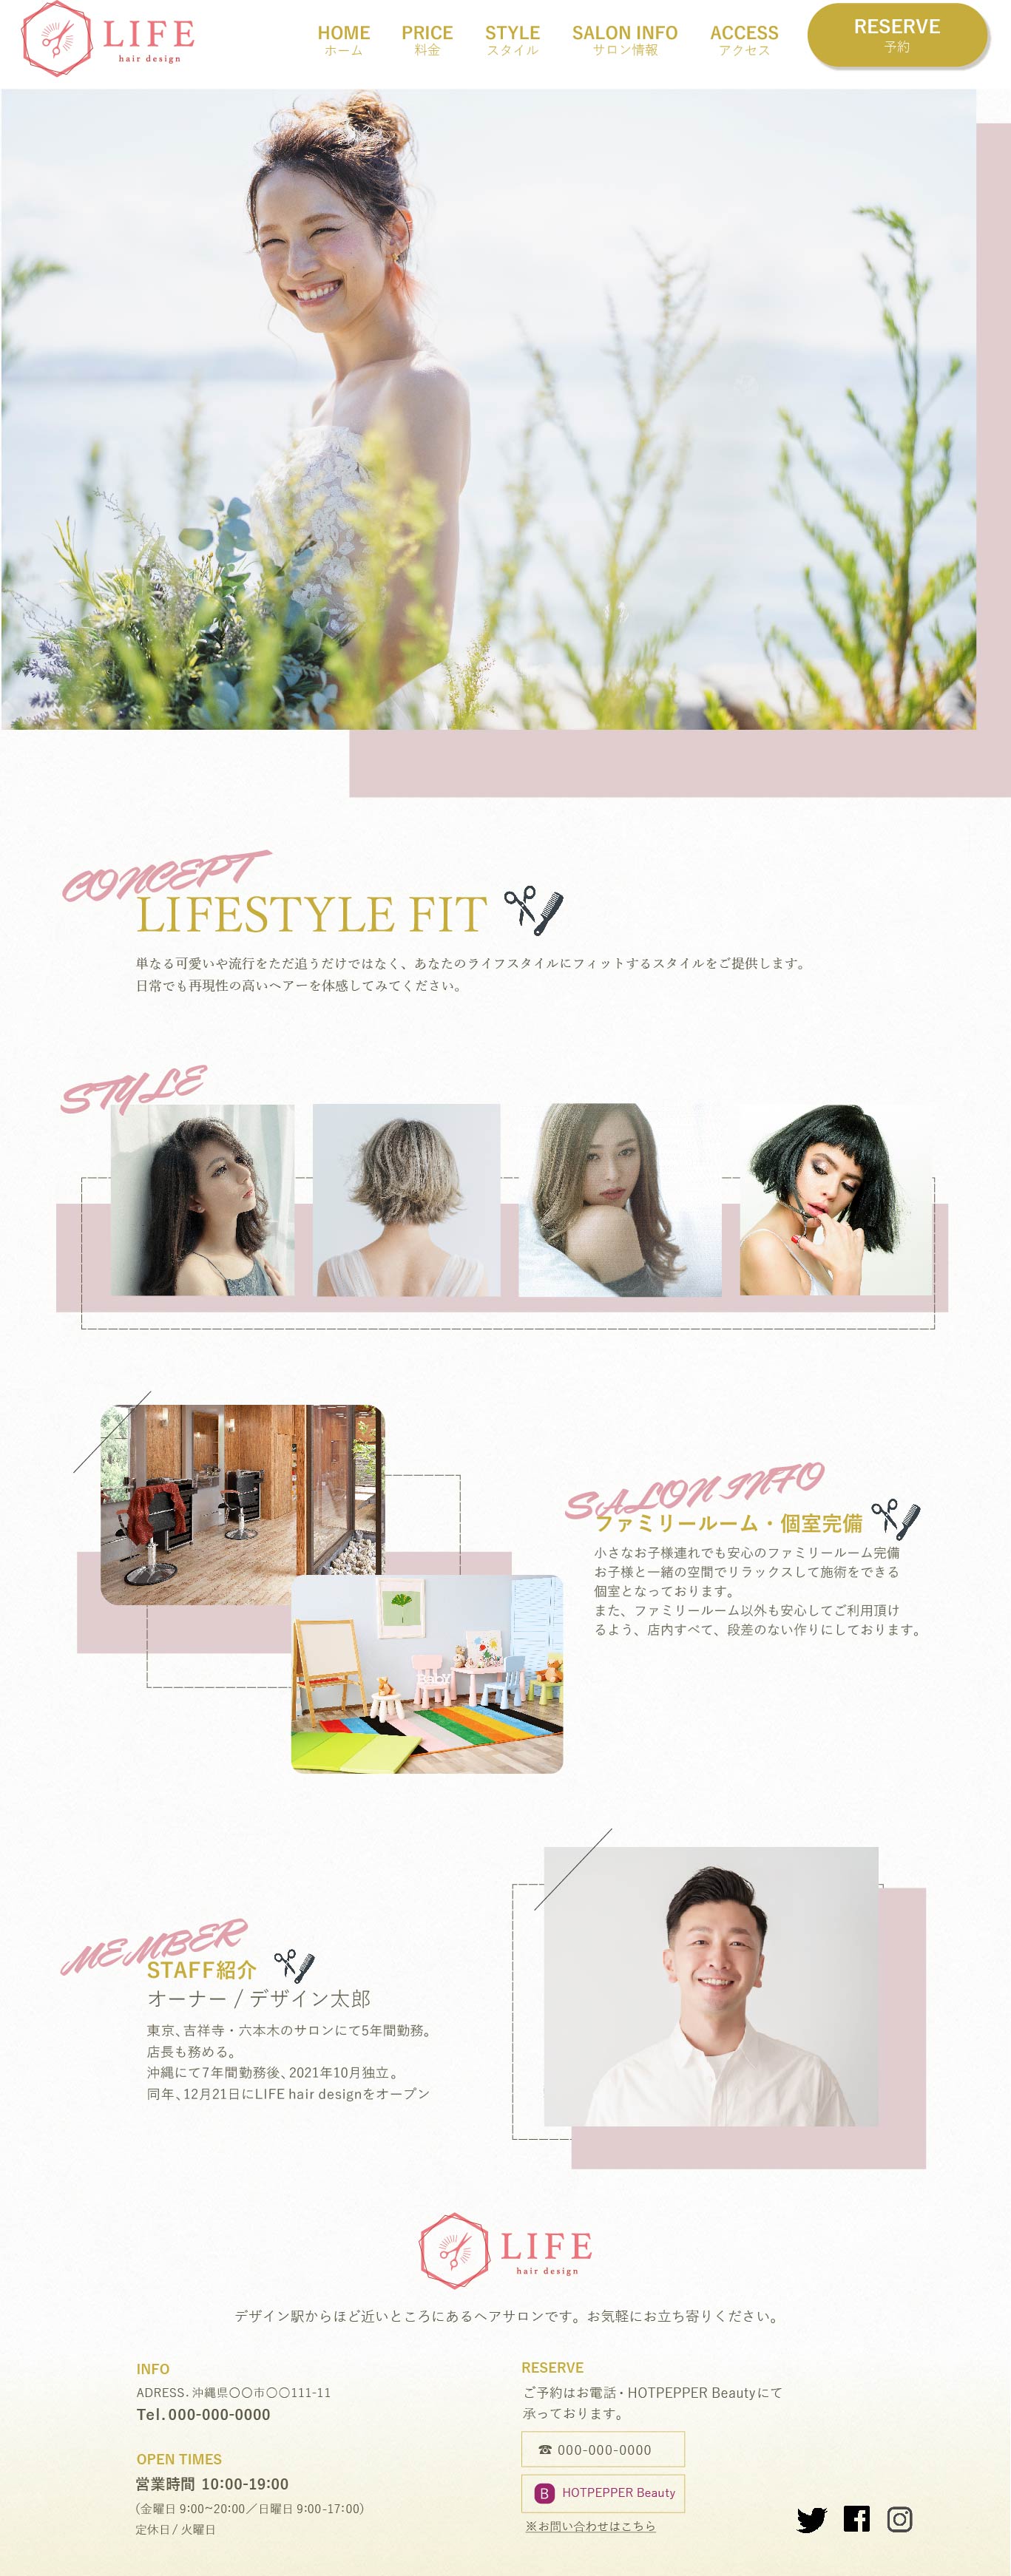 LIFE
hair design
HOME
ホーム
PRICE
料金
STYLE
スタイル
SALON INFO
サロン情報
ACCESS
アクセス
RESERVE
予約
CONCEPT
LIFESTYLE FIT
単なる可愛いや流行をただ追うだけではなく、あなたのライフスタイルにフィットするスタイルをご提供します。
日常でも再現性の高いヘアーを体感してみてください。
STYLE
SALON INFO
ファミリールーム・個室完備
小さなお子様連れでも安心のファミリールーム完備
お子様と一緒の空間でリラックスして施術をできる
個室となっております。
また、ファミリールーム以外も安心してご利用頂け
るよう、店内すべて、段差のない作りにしております。
BABY
MEMBER
STAFF紹介
オーナー / デザイン太郎
東京、吉祥寺・六本木のサロンにて5年間勤務。
店長も務める。
沖縄にて7年間勤務後、2021年10月独立。
同年、12月21日にLIFE hair designをオープン
LIFE
hair design
デザイン駅からほど近いところにあるヘアサロンです。お気軽にお立ち寄りください。
INFO
ADRESS. 沖縄県〇〇市〇〇111-11
Tel. 000-000-0000
OPEN TIMES
営業時間 10:00-19:00
(金曜日 9:00~20:00／日曜日 9:00-17:00)
定休日 / 火曜日
RESERVE
ご予約はお電話・HOTPEPPER Beautyにて
承っております。
☎ 000-000-0000
B HOTPEPPER Beauty
※お問い合わせはこちら